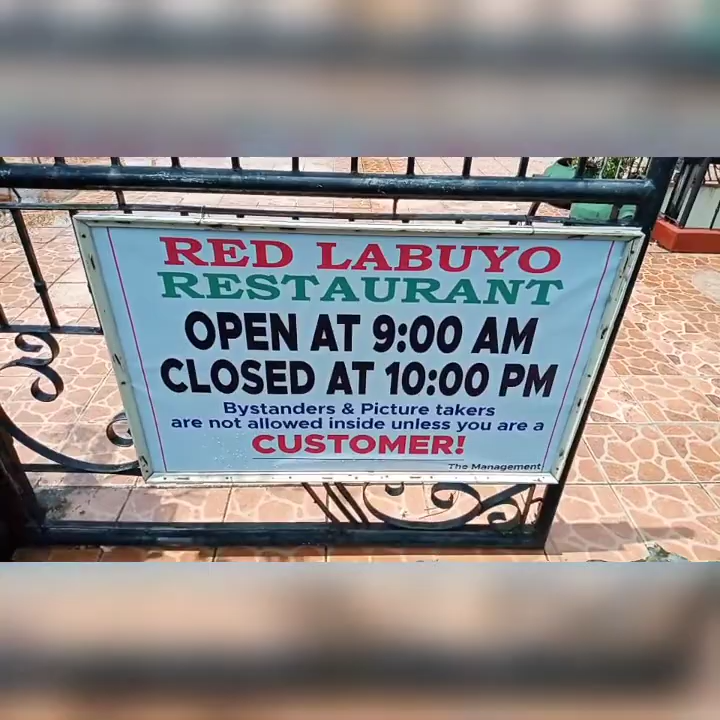 RED LABUYO
RESTAURANT
OPEN AT 9:00 AM
CLOSED AT 10:00 PM
Bystanders & Picture takers
are not allowed inside unless you are a
CUSTOMER!
The Management